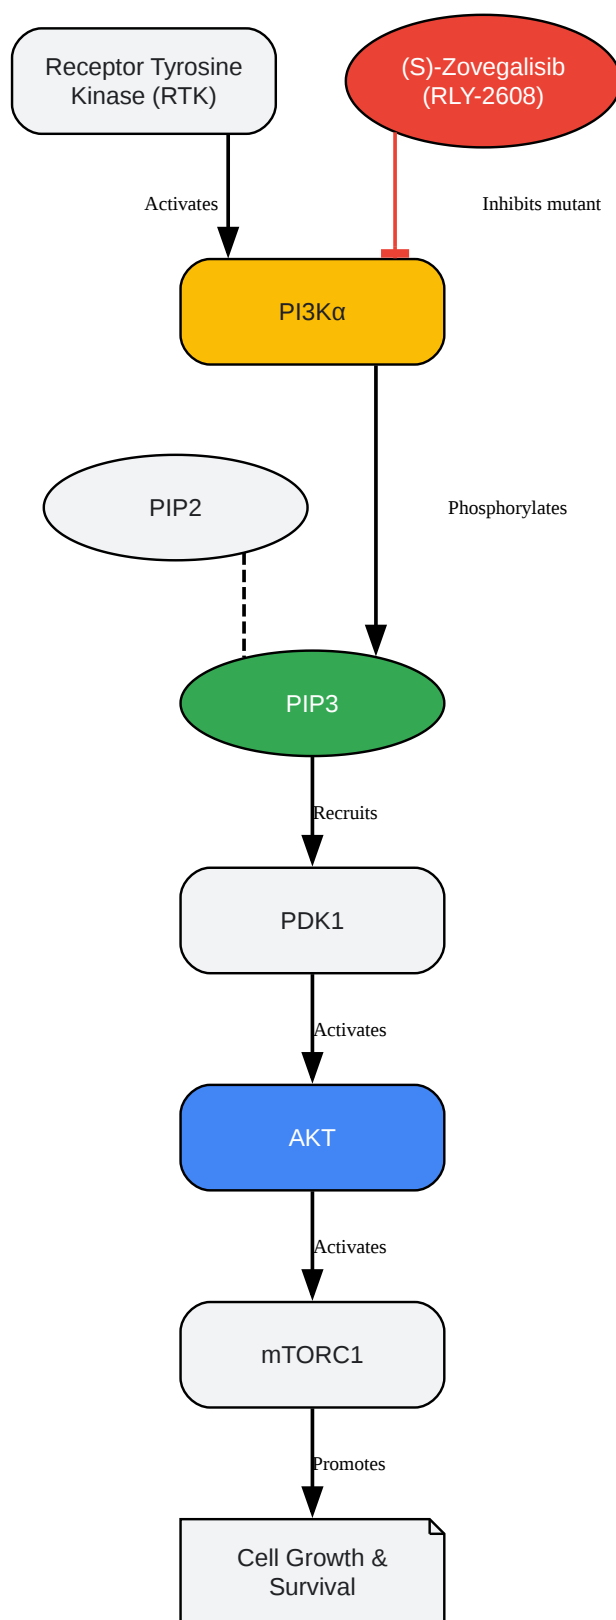 Receptor Tyrosine
Kinase (RTK)
(S)-Zovegalisib
(RLY-2608)
Activates
Inhibits mutant
PI3Kα
PIP2
Phosphorylates
PIP3
Recruits
PDK1
Activates
AKT
Activates
mTORC1
Promotes
Cell Growth &
Survival